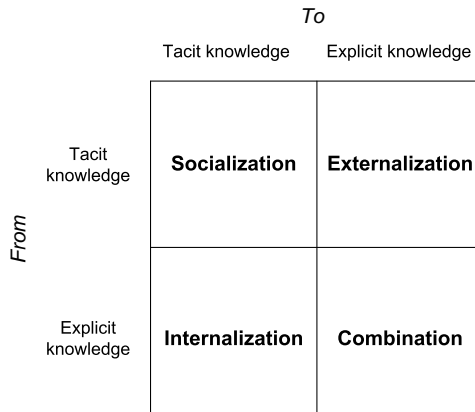 To
Tacit knowledge
Explicit knowledge
Tacit
knowledge
Socialization
Externalization
From
Explicit
knowledge
Internalization
Combination